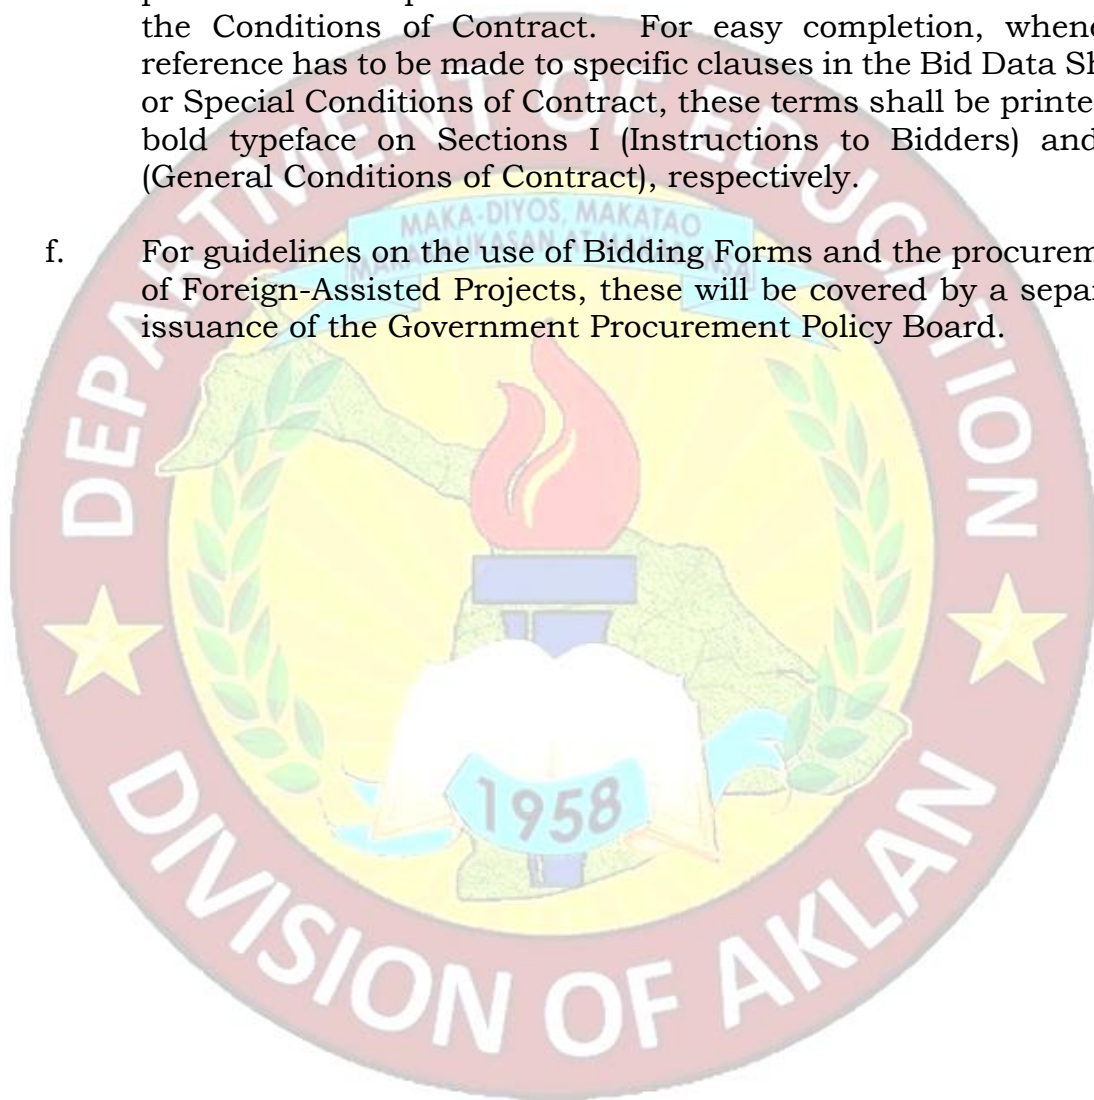 the Conditions of Contract. For easy completion, when
reference has to be made to specific clauses in the Bid Data S
or Special Conditions of Contract, these terms shall be printe
bold typeface on Sections I (Instructions to Bidders) and
(General Conditions of Contract), respectively.
f. For guidelines on the use of Bidding Forms and the procurem
of Foreign-Assisted Projects, these will be covered by a sepa
issuance of the Government Procurement Policy Board.
DEPARTMENT OF EDUCATION
MAKA-DIYOS, MAKATAO
1958
DIVISION OF AKLAN